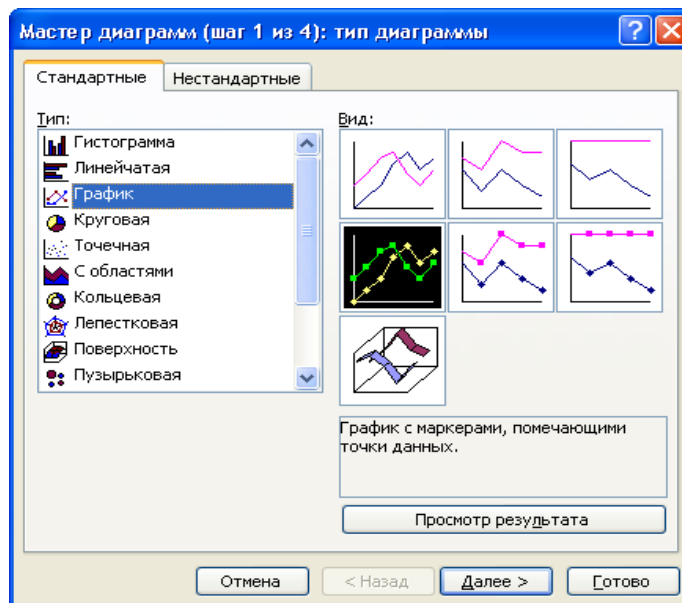 Мастер диаграмм (шаг 1 из 4): тип диаграммы
Стандартные
Нестандартные
Тип:
Гистограмма
Линейчатая
График
Круговая
Точечная
С областями
Кольцевая
Лепестковая
Поверхность
Пузырьковая
Вид:
График с маркерами, помечающими
точки данных.
Просмотр результата
Отмена
< Назад
Далее >
Готово